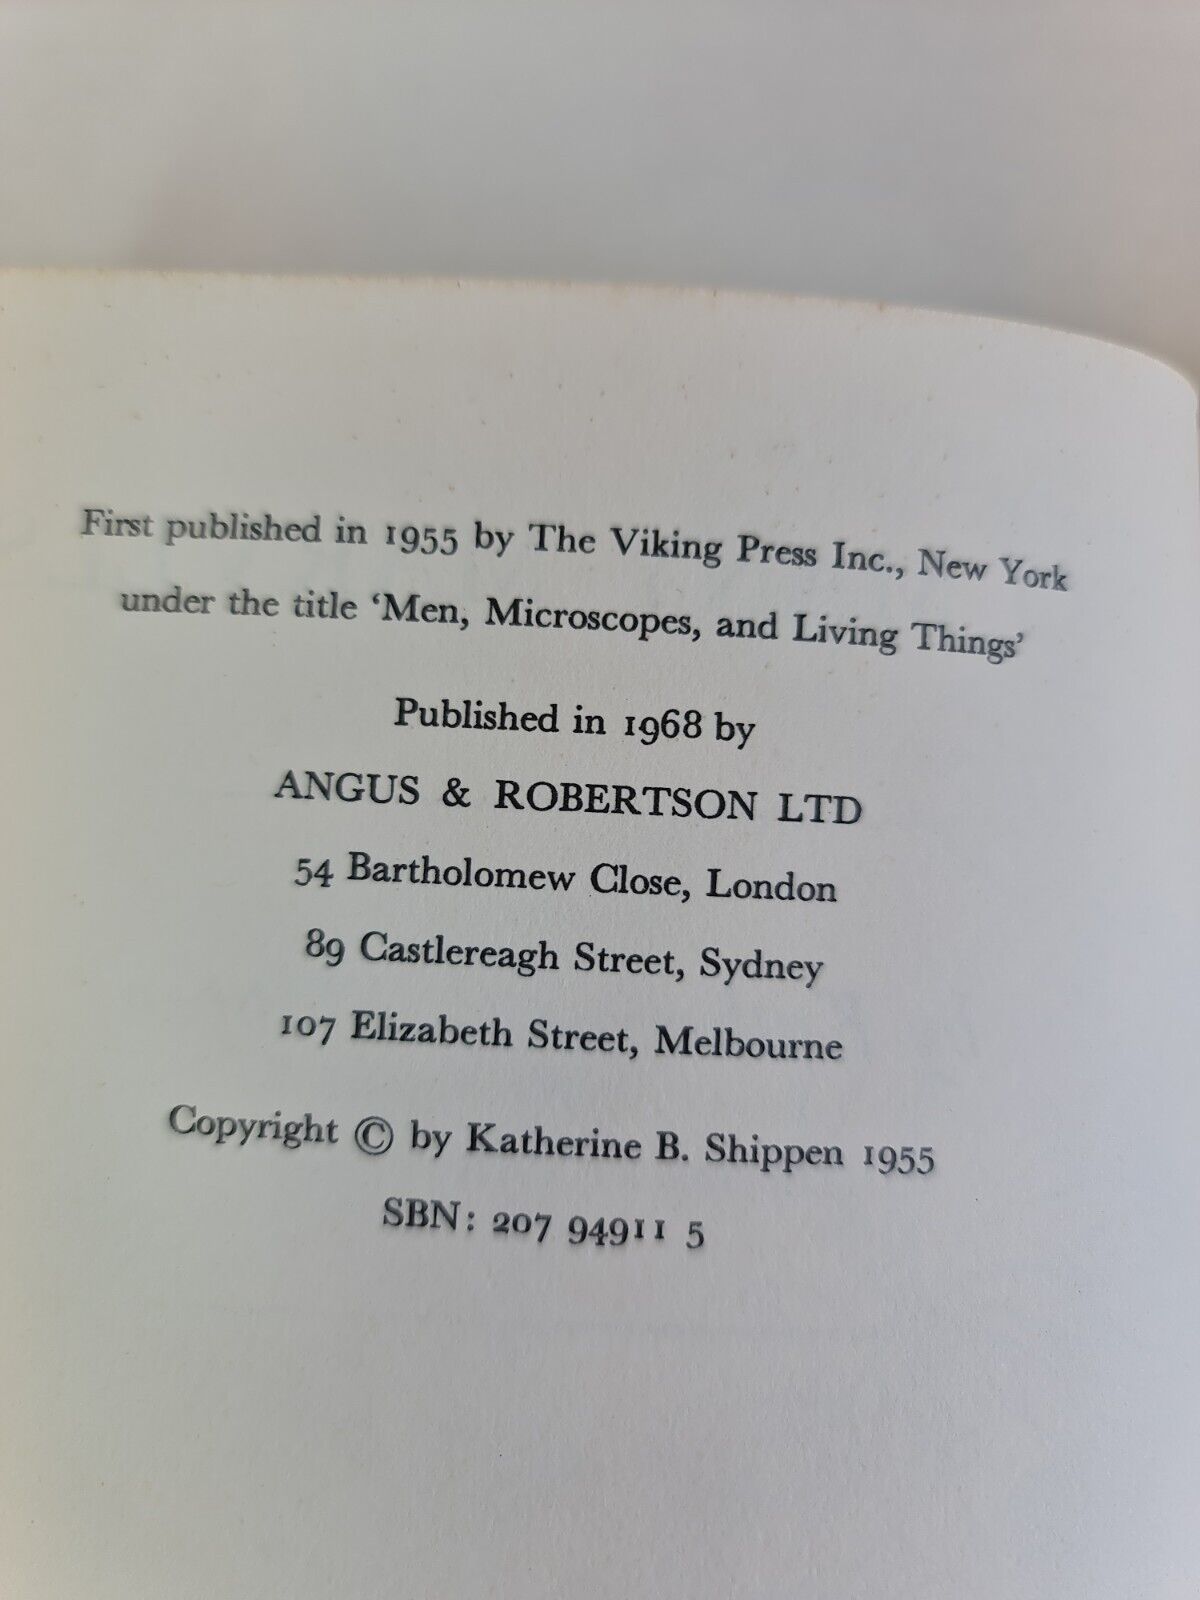 First published in 1955 by The Viking Press Inc., New York
under the title ‘Men, Microscopes, and Living Things’
Published in 1968 by
ANGUS & ROBERTSON LTD
54 Bartholomew Close, London
89 Castlereagh Street, Sydney
107 Elizabeth Street, Melbourne
Copyright © by Katherine B. Shippen 1955
SBN: 207 94911 5